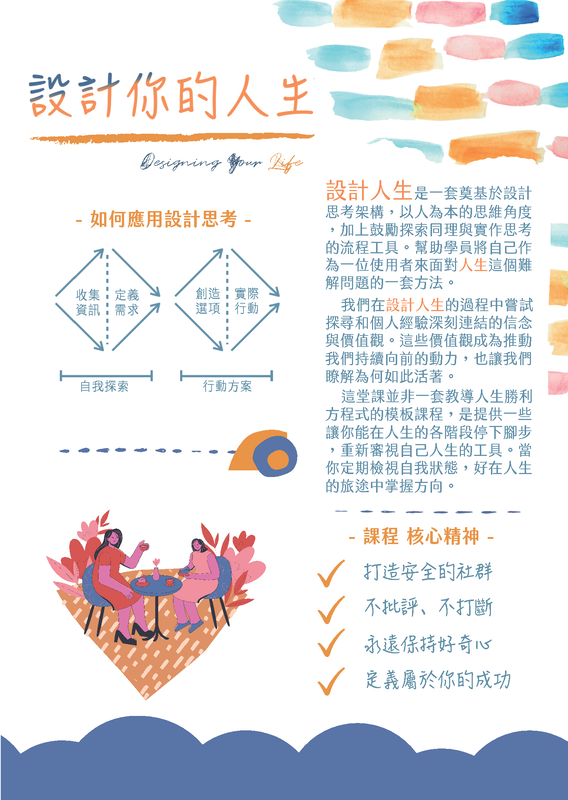 設計你的人生
Designing Your Life
- 如何應用設計思考 -
收集
資訊
定義
需求
創造
選項
實際
行動
自我探索
行動方案
設計人生是一套奠基於設計
思考架構，以人為本的思維角度
，加上鼓勵探索同理與實作思考
的流程工具。幫助學員將自己作
為一位使用者來面對人生這個難
解問題的一套方法。
我們在設計人生的過程中嘗試
探尋和個人經驗深刻連結的信念
與價值觀。這些價值觀成為推動
我們持續向前的動力，也讓我們
瞭解為何如此活著。
這堂課並非一套教導人生勝利
方程式的模板課程，是提供一些
讓你能在人生的各階段停下腳步
，重新審視自己人生的工具。當
你定期檢視自我狀態，好在人生
的旅途中掌握方向。
- 課程 核心精神 -
打造安全的社群
不批評、不打斷
永遠保持好奇心
定義屬於你的成功